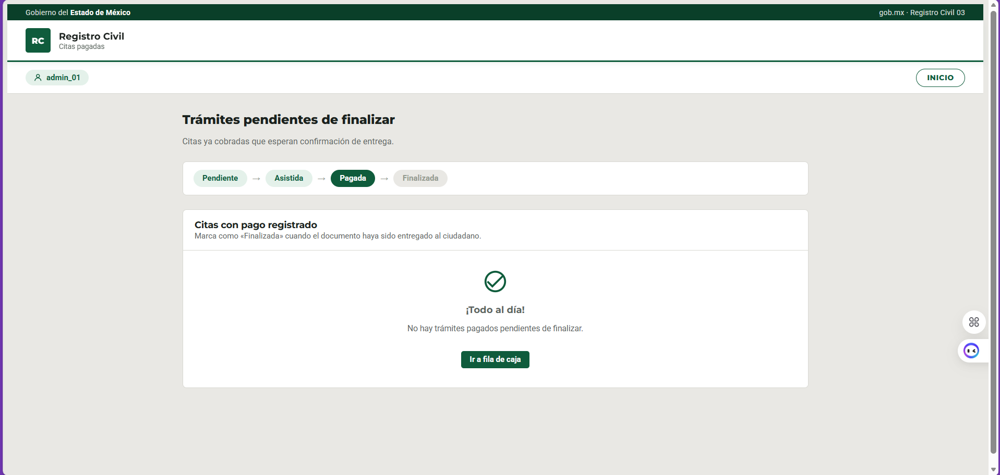 Gobierno del Estado de México
gob.mx · Registro Civil 03
RC
Registro Civil
Citas pagadas
admin_01
INICIO
Trámites pendientes de finalizar
Citas ya cobradas que esperan confirmación de entrega.
Pendiente → Asistida → Pagada → Finalizada
Citas con pago registrado
Marca como «Finalizada» cuando el documento haya sido entregado al ciudadano.
¡Todo al día!
No hay trámites pagados pendientes de finalizar.
Ir a fila de caja